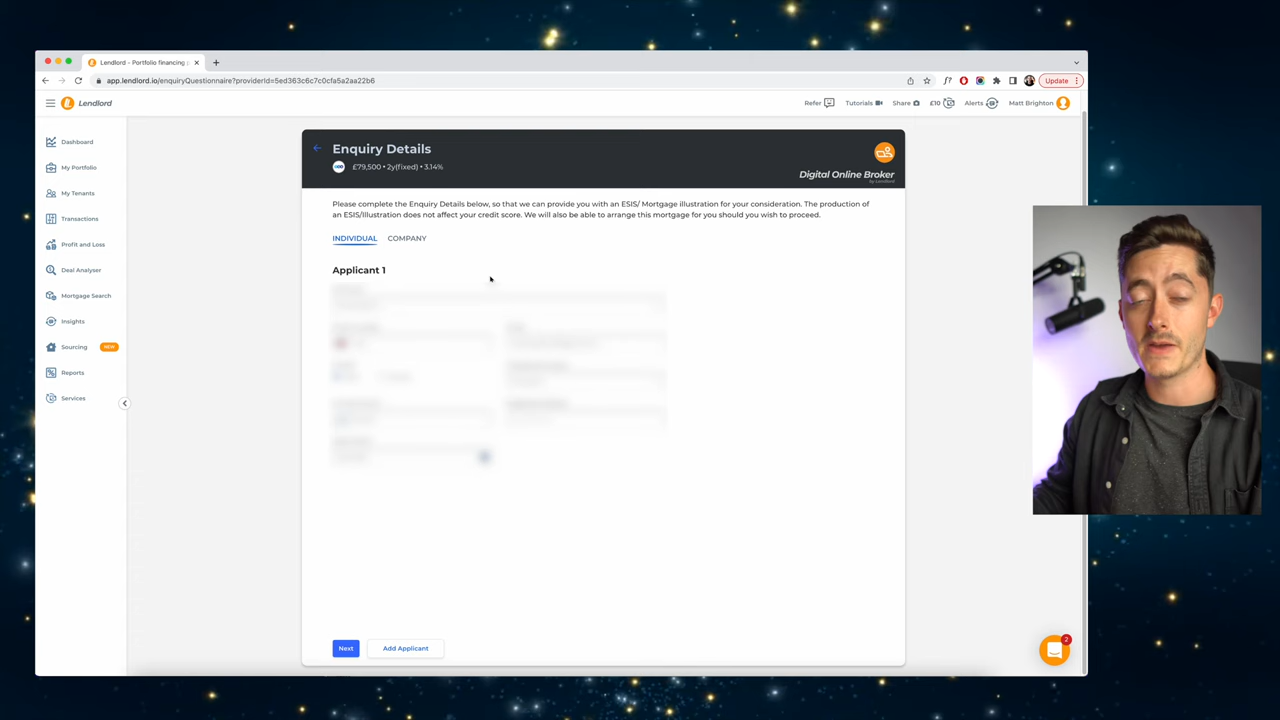 Lendlord - Portfolio financing
Update
app.lendlord.io/enquiryQuestionnaire?providerId=5ed363c6c7c0cfa5a2aa22b6
Lendlord
Refer
Tutorials
Share
£10
Alerts
Matt Brighton
Dashboard
My Portfolio
My Tenants
Transactions
Profit and Loss
Deal Analyser
Mortgage Search
Insights
Sourcing NEW
Reports
Services
Enquiry Details
£79,500 • 2y(fixed) • 3.14%
Digital Online Broker
by Lendlord
Please complete the Enquiry Details below, so that we can provide you with an ESIS/ Mortgage illustration for your consideration. The production of
an ESIS/Illustration does not affect your credit score. We will also be able to arrange this mortgage for you should you wish to proceed.
INDIVIDUAL COMPANY
Applicant 1
Next Add Applicant
2